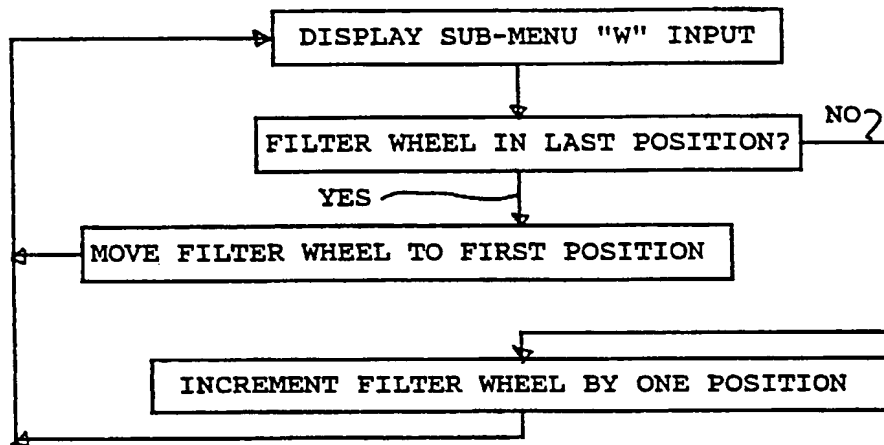 DISPLAY SUB-MENU "W" INPUT
FILTER WHEEL IN LAST POSITION?
NO
YES
MOVE FILTER WHEEL TO FIRST POSITION
INCREMENT FILTER WHEEL BY ONE POSITION